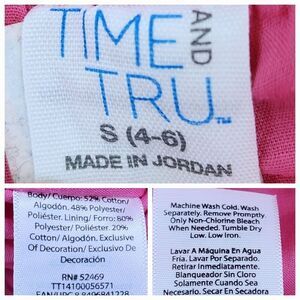 TIME AND
TRU™
S (4-6)
MADE IN JORDAN
Body/ Cuerpo: 52% Cotton/
Algodón. 48% Polyester/
Poliéster. Lining/ Forro: 80%
Polyester/ Poliéster. 20%
Cotton/ Algodón. Exclusive
Of Decoration/ Exclusivo De
Decoración.
RN# 52469
TT14100056571
Machine Wash Cold. Wash
Separately. Remove Promptly.
Only Non-Chlorine Bleach
When Needed. Tumble Dry
Low. Low Iron.
Lavar A Máquina En Agua
Fría. Lavar Por Separado.
Retirar Inmediatamente.
Blanqueador Sin Cloro
Solamente Cuando Sea
Necesario. Secar En Secadora